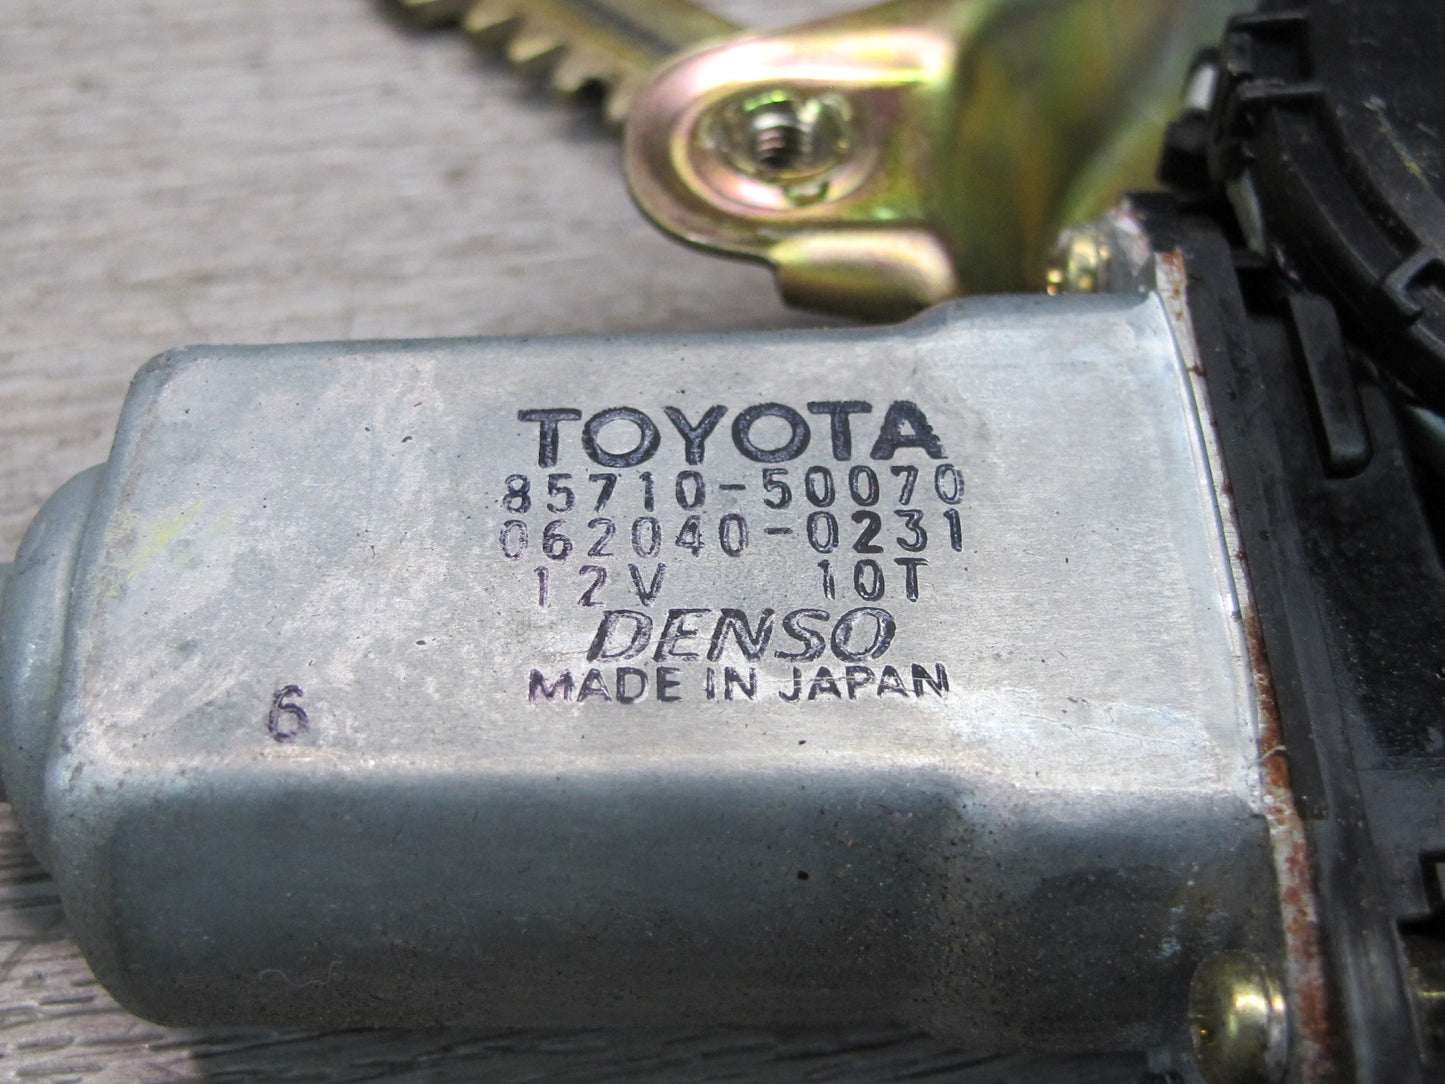 TOYOTA
85710-50070
062040-0231
12V 10T
DENSO
MADE IN JAPAN
6